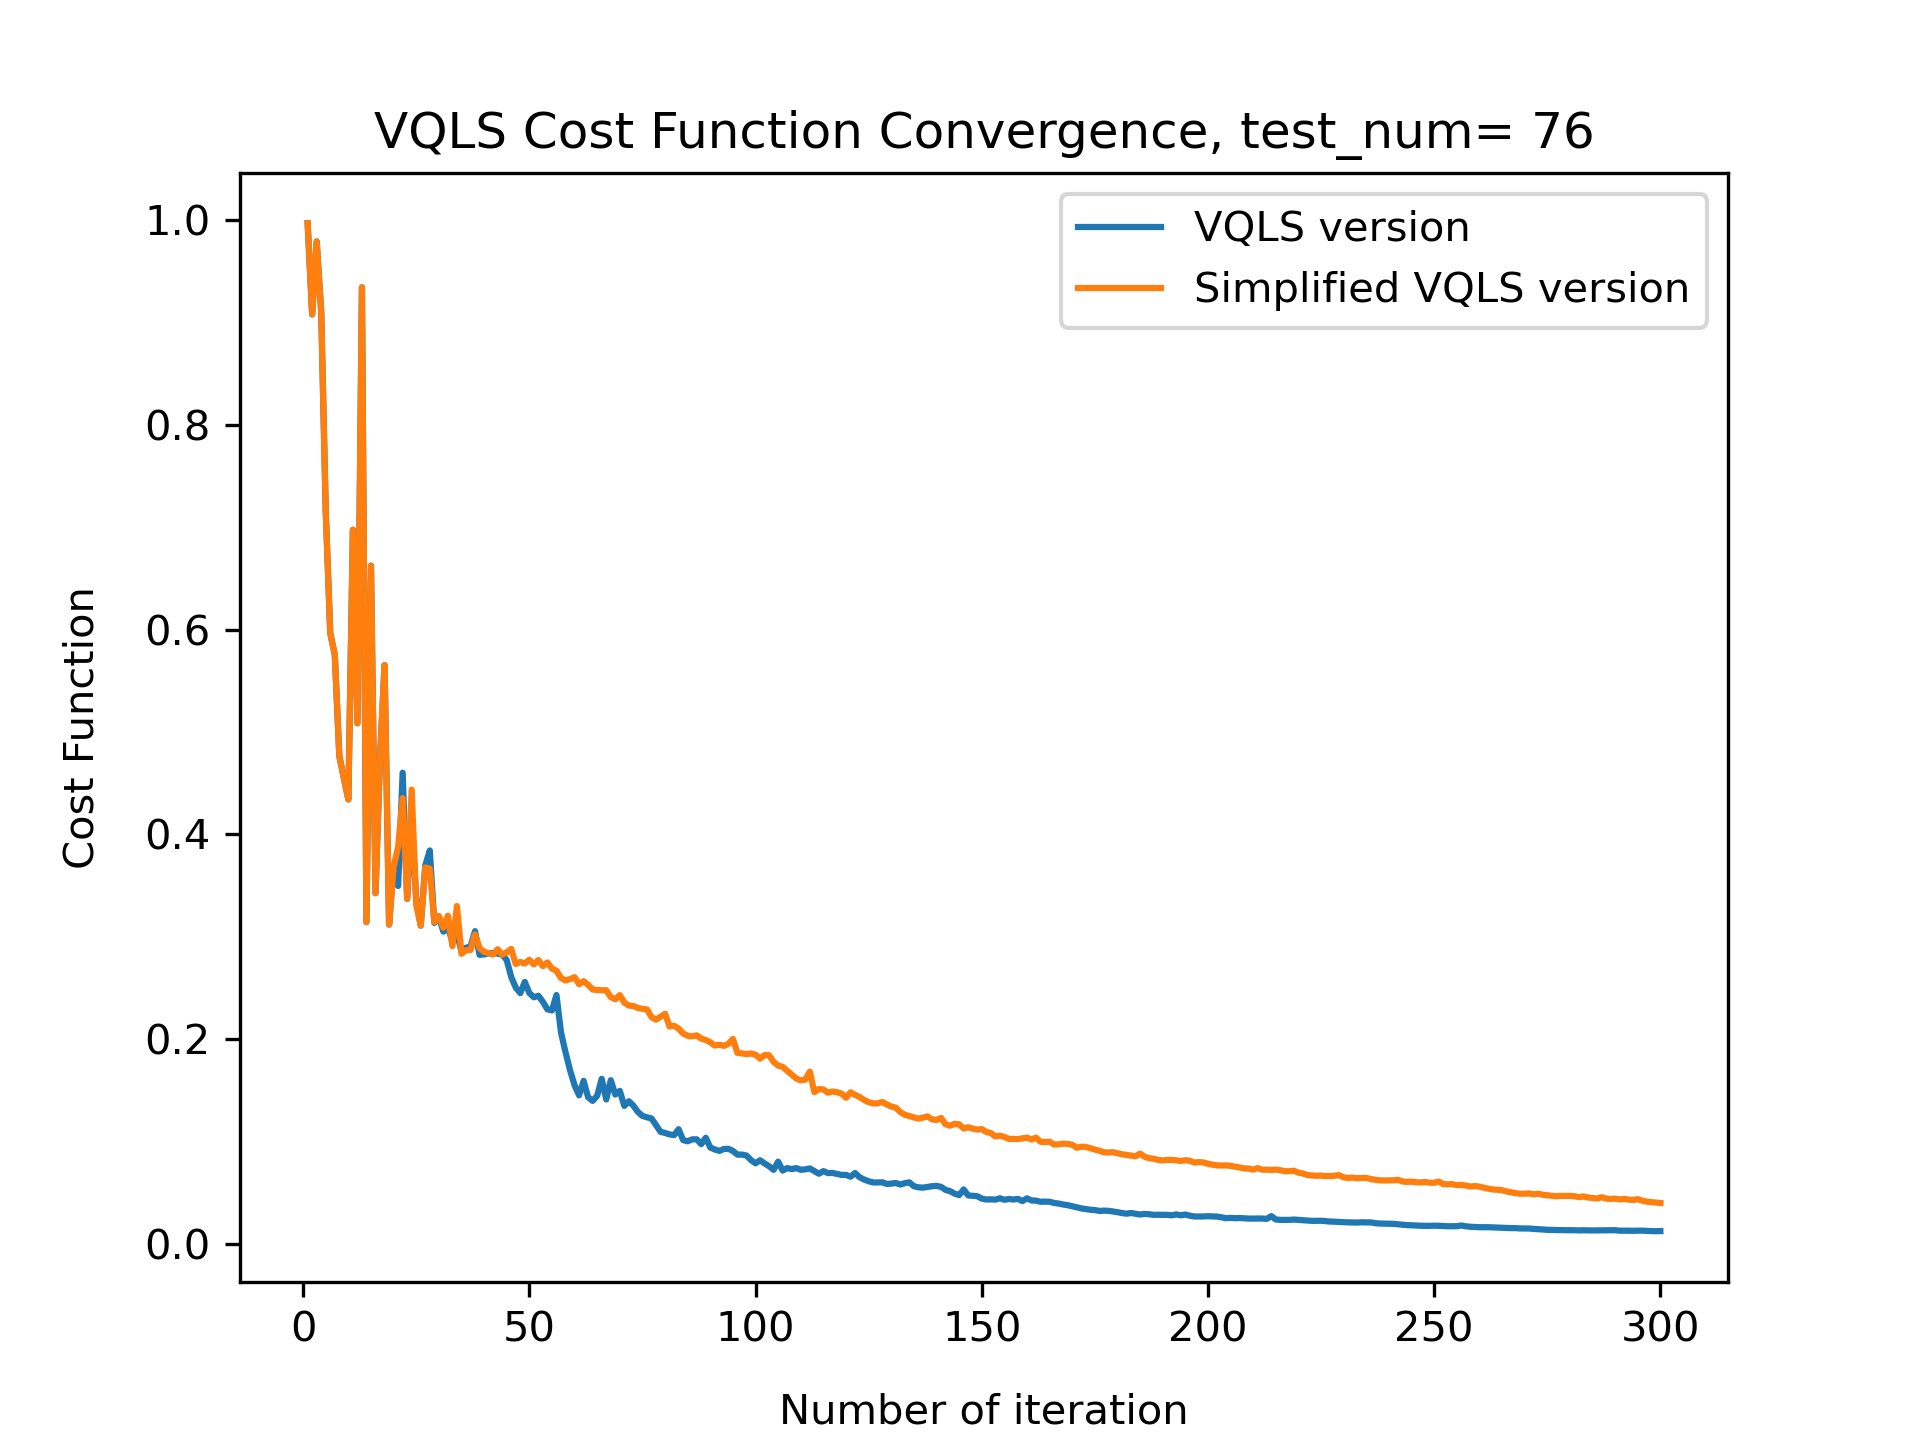 VQLS Cost Function Convergence, test_num= 76
VQLS version
Simplified VQLS version
Cost Function
1.0
0.8
0.6
0.4
0.2
0.0
0 50 100 150 200 250 300
Number of iteration